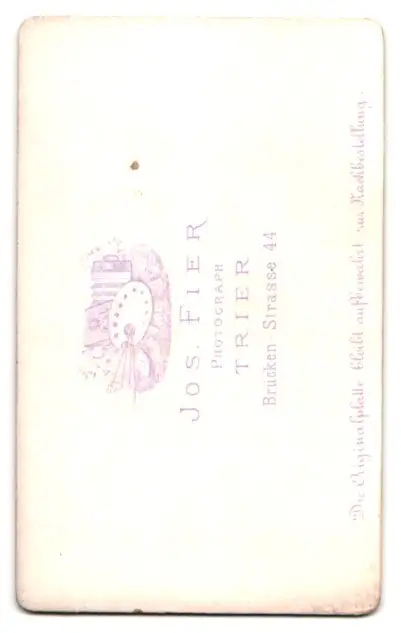 JOS. FIER
PHOTOGRAPH
TRIER
Brücken-Strasse 44
Die Originalplatte bleibt aufbewahrt zur Nachbestellung.